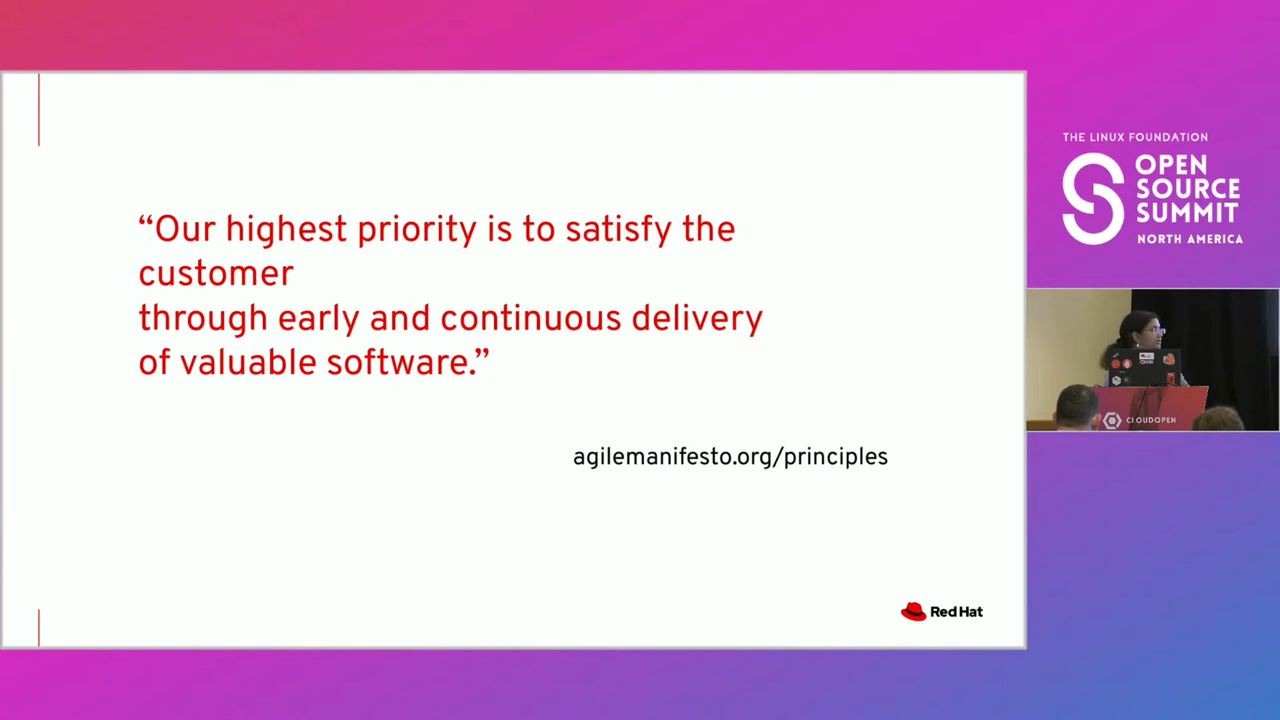 “Our highest priority is to satisfy the
customer
through early and continuous delivery
of valuable software.”
agilemanifesto.org/principles
Red Hat
THE LINUX FOUNDATION
OPEN
SOURCE
SUMMIT
NORTH AMERICA
CLOUDOPEN